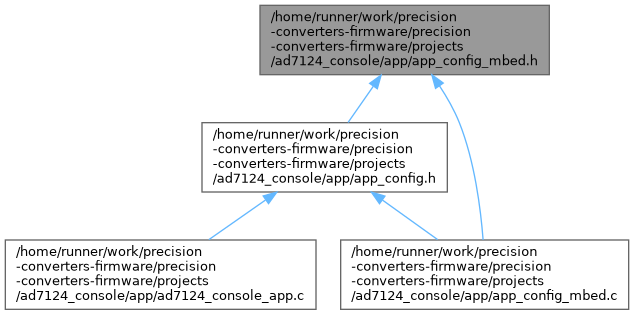 /home/runner/work/precision
-converters-firmware/precision
-converters-firmware/projects
/ad7124_console/app/app_config_mbed.h
/home/runner/work/precision
-converters-firmware/precision
-converters-firmware/projects
/ad7124_console/app/app_config.h
/home/runner/work/precision
-converters-firmware/precision
-converters-firmware/projects
/ad7124_console/app/ad7124_console_app.c
/home/runner/work/precision
-converters-firmware/precision
-converters-firmware/projects
/ad7124_console/app/app_config_mbed.c